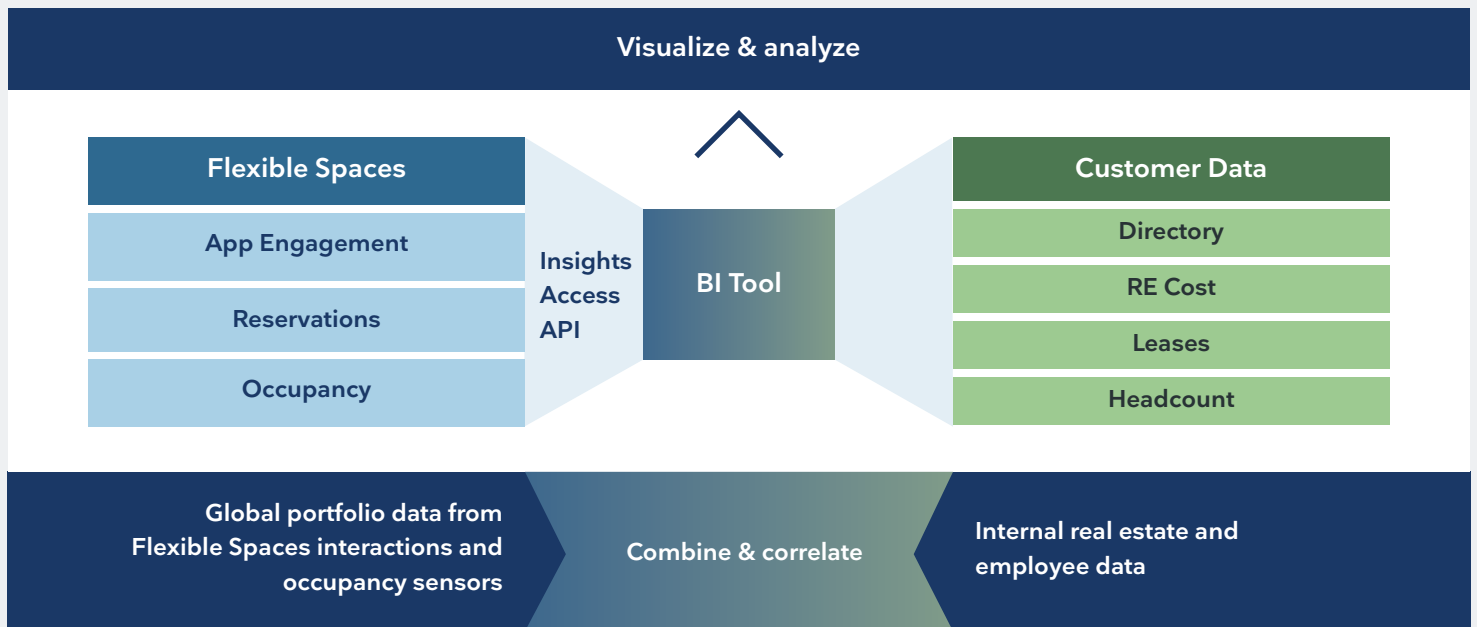 Visualize & analyze
Flexible Spaces
App Engagement
Reservations
Occupancy
Insights
Access
API
BI Tool
Customer Data
Directory
RE Cost
Leases
Headcount
Global portfolio data from
Flexible Spaces interactions and
occupancy sensors
Combine & correlate
Internal real estate and
employee data